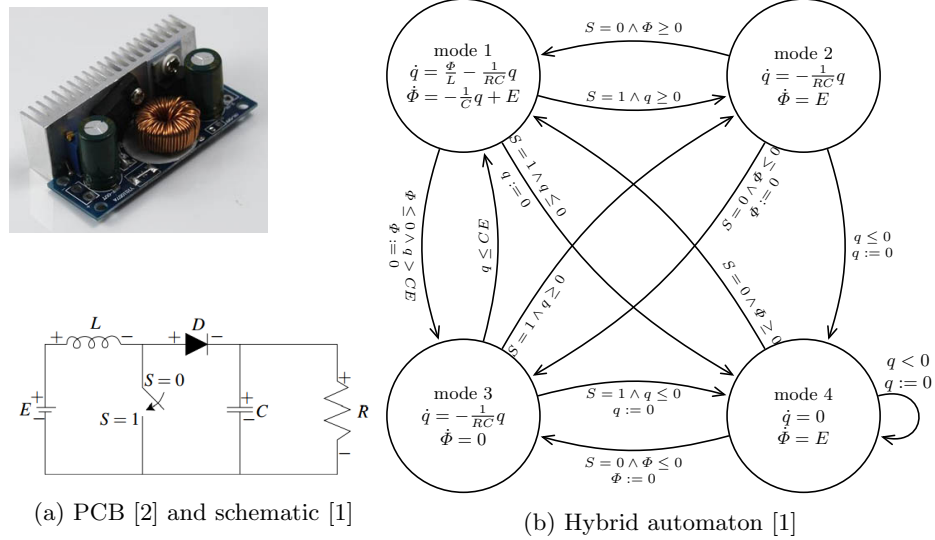 L
D
S = 0
S = 1
E
C
R
(a) PCB [2] and schematic [1]
mode 1
q̇ = Φ/L − 1/RC q
Φ̇ = −1/C q + E
mode 2
q̇ = −1/RC q
Φ̇ = E
mode 3
q̇ = −1/RC q
Φ̇ = 0
mode 4
q̇ = 0
Φ̇ = E
S = 0 ∧ Φ ≥ 0
S = 1 ∧ q ≥ 0
S = 1 ∧ q ≤ 0
q := 0
S = 0 ∧ Φ ≤ 0
Φ := 0
Φ ≤ 0 ∧ q > CE
Φ := 0
q ≤ CE
S = 1 ∧ q ≥ 0
S = 0 ∧ Φ ≥ 0
q ≤ 0
q := 0
q < 0
q := 0
S = 1 ∧ q ≤ 0
q := 0
S = 0 ∧ Φ ≤ 0
Φ := 0
(b) Hybrid automaton [1]